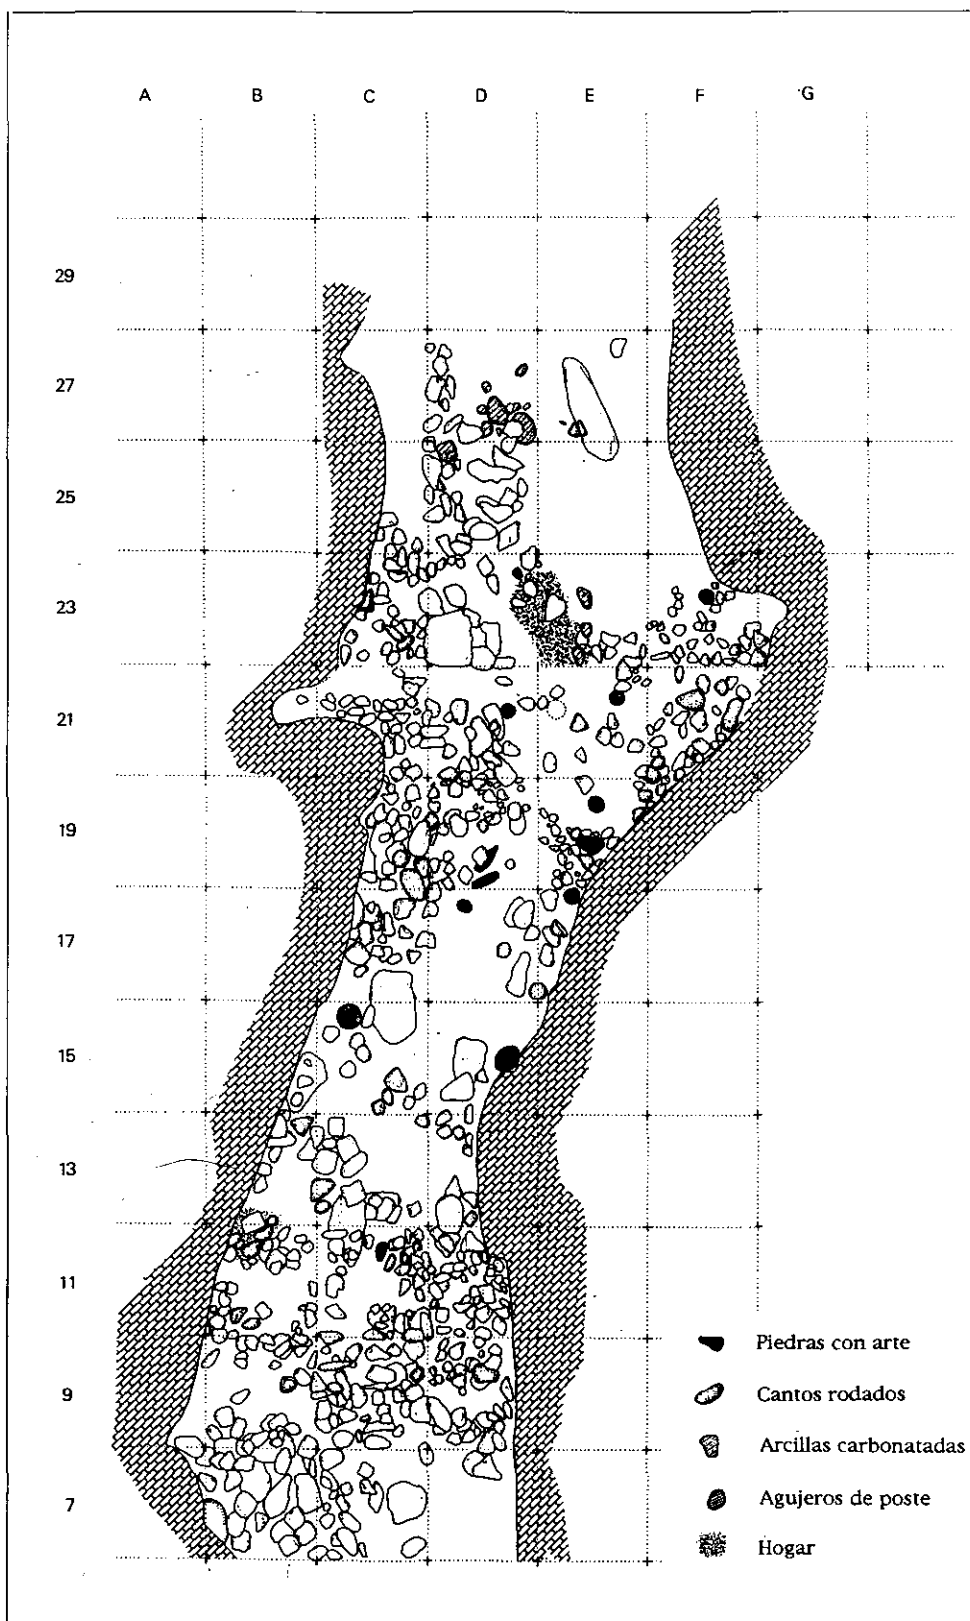 A B C D E F G
29
27
25
23
21
19
17
15
13
11
9
7
Piedras con arte
Cantos rodados
Arcillas carbonatadas
Agujeros de poste
Hogar